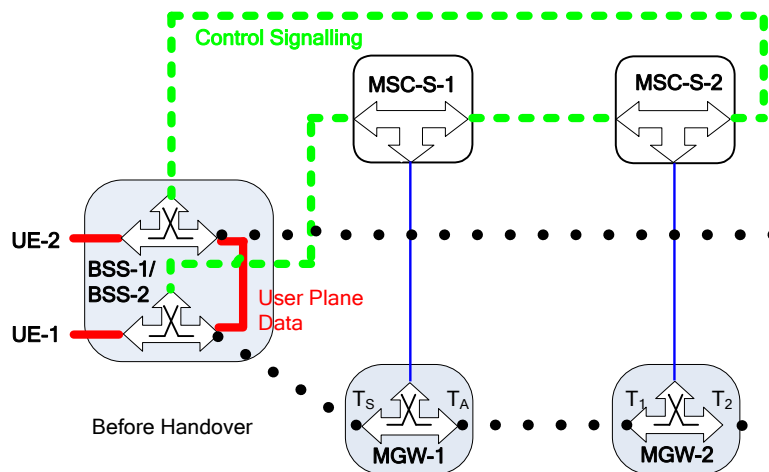 Control Signalling
MSC-S-1
MSC-S-2
UE-2
BSS-1/
BSS-2
User Plane
Data
UE-1
TS
TA
T1
T2
Before Handover
MGW-1
MGW-2